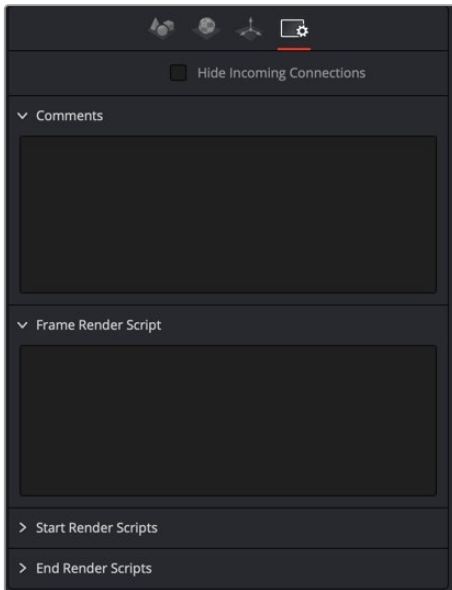 Hide Incoming Connections
Comments
Frame Render Script
Start Render Scripts
End Render Scripts